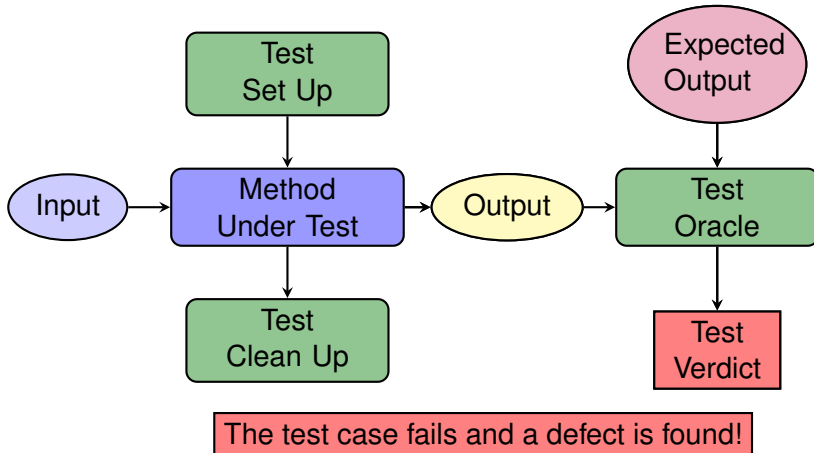 Test
Set Up
Expected
Output
Input
Method
Under Test
Output
Test
Oracle
Test
Clean Up
Test
Verdict
The test case fails and a defect is found!